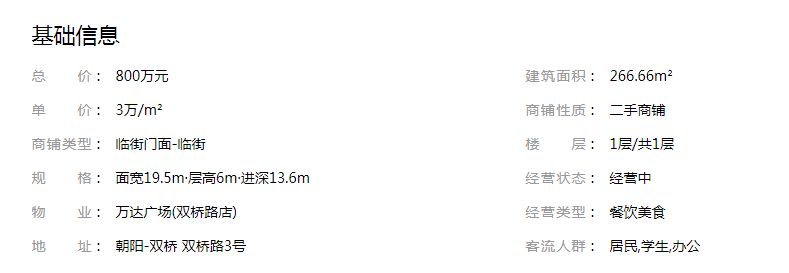 基础信息
总 价： 800万元 建筑面积： 266.66m²
单 价： 3万/m² 商铺性质： 二手商铺
商铺类型： 临街门面-临街 楼 层： 1层/共1层
规 格： 面宽19.5m·层高6m·进深13.6m 经营状态： 经营中
物 业： 万达广场(双桥路店) 经营类型： 餐饮美食
地 址： 朝阳-双桥 双桥路3号 客流人群： 居民,学生,办公